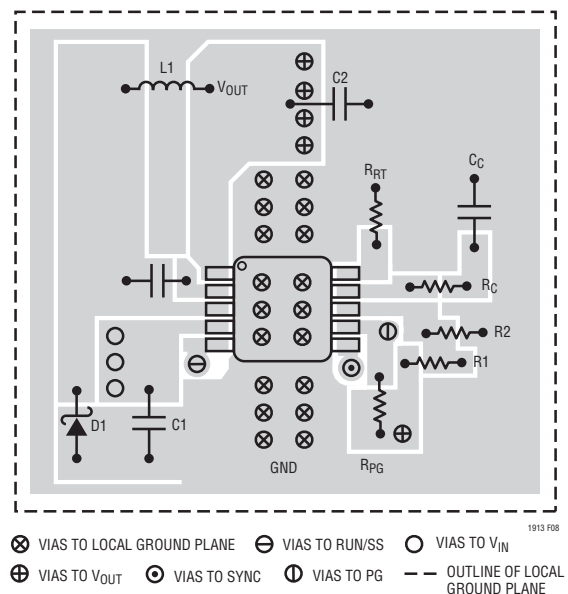 L1
VOUT
C2
RRT
CC
RC
R2
R1
D1
C1
GND
RPG
1913 F08
VIAS TO LOCAL GROUND PLANE
VIAS TO RUN/SS
VIAS TO VIN
VIAS TO VOUT
VIAS TO SYNC
VIAS TO PG
OUTLINE OF LOCAL
GROUND PLANE